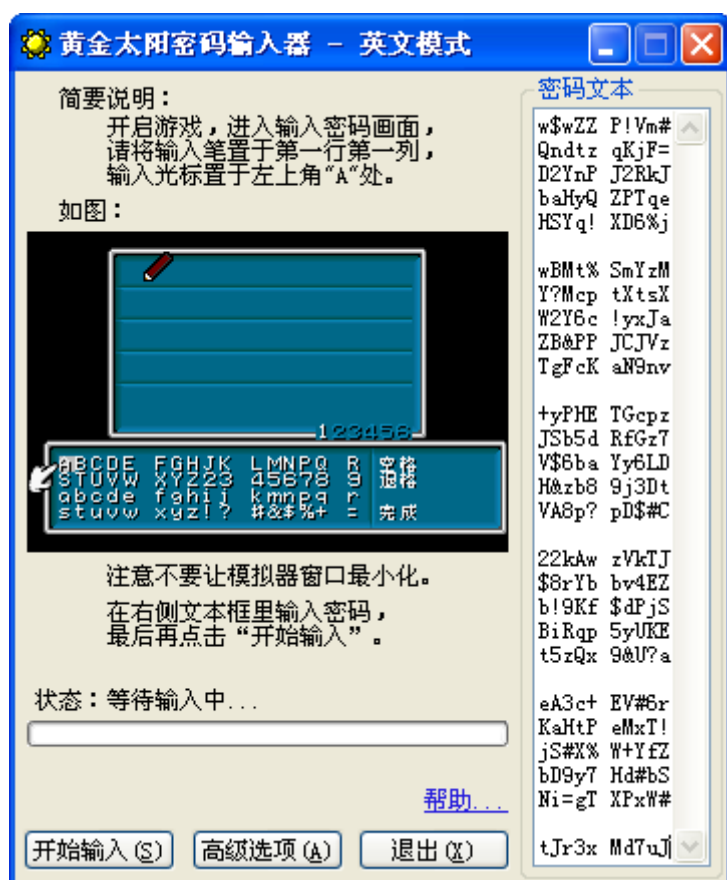 黄金太阳密码输入器 - 英文模式
简要说明：
开启游戏，进入输入密码画面，
请将输入笔置于第一行第一列，
输入光标置于左上角“A”处。
如图：
123456
ABCDE FGHJK LMNPQ R 空格
STUVW XYZ23 45678 9 退格
abcde fghij kmnpq r
stuvw xyz!? #&$%+ = 完成
注意不要让模拟器窗口最小化。
在右侧文本框里输入密码，
最后再点击“开始输入”。
状态：等待输入中...
帮助...
开始输入(S) 高级选项(A) 退出(X)
密码文本
w$wZZ P!Vm#
Qndtz qKjF=
D2YnP J2RkJ
baHyQ ZPTqe
HSYq! XD6%j
wBMt% SmYzM
Y?Mcp tXtsX
W2Y6c !yxJa
ZB&PP JCJVz
TgFcK aN9nv
+yPHE TGcpz
JSb5d RfGz7
V$6ba Yy6LD
H&zb8 9j3Dt
VA8p? pD$#C
22kAw zVkTJ
$8rYb bv4EZ
b!9Kf $dPjS
BiRqp 5yUKE
t5zQx 9&U?a
eA3c+ EV#6r
KaHtP eMxT!
jS#X% W+YfZ
bD9y7 Hd#bS
Ni=gT XPxW#
tJr3x Md7uJ